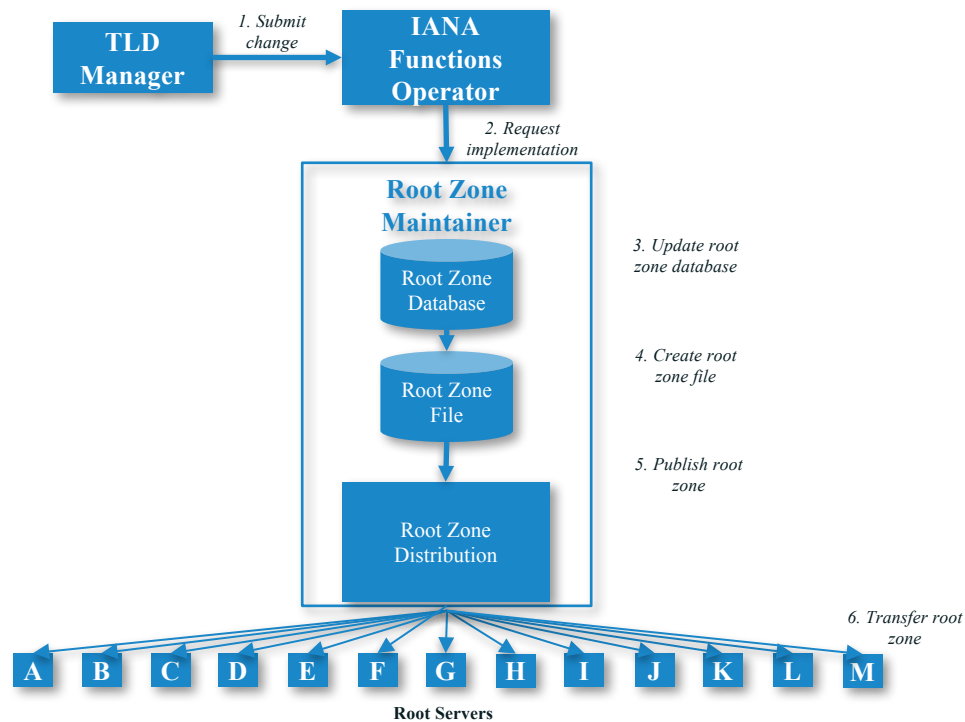 TLD
Manager
1. Submit
change
IANA
Functions
Operator
2. Request
implementation
Root Zone
Maintainer
Root Zone
Database
3. Update root
zone database
Root Zone
File
4. Create root
zone file
5. Publish root
zone
Root Zone
Distribution
6. Transfer root
zone
A B C D E F G H I J K L M
Root Servers